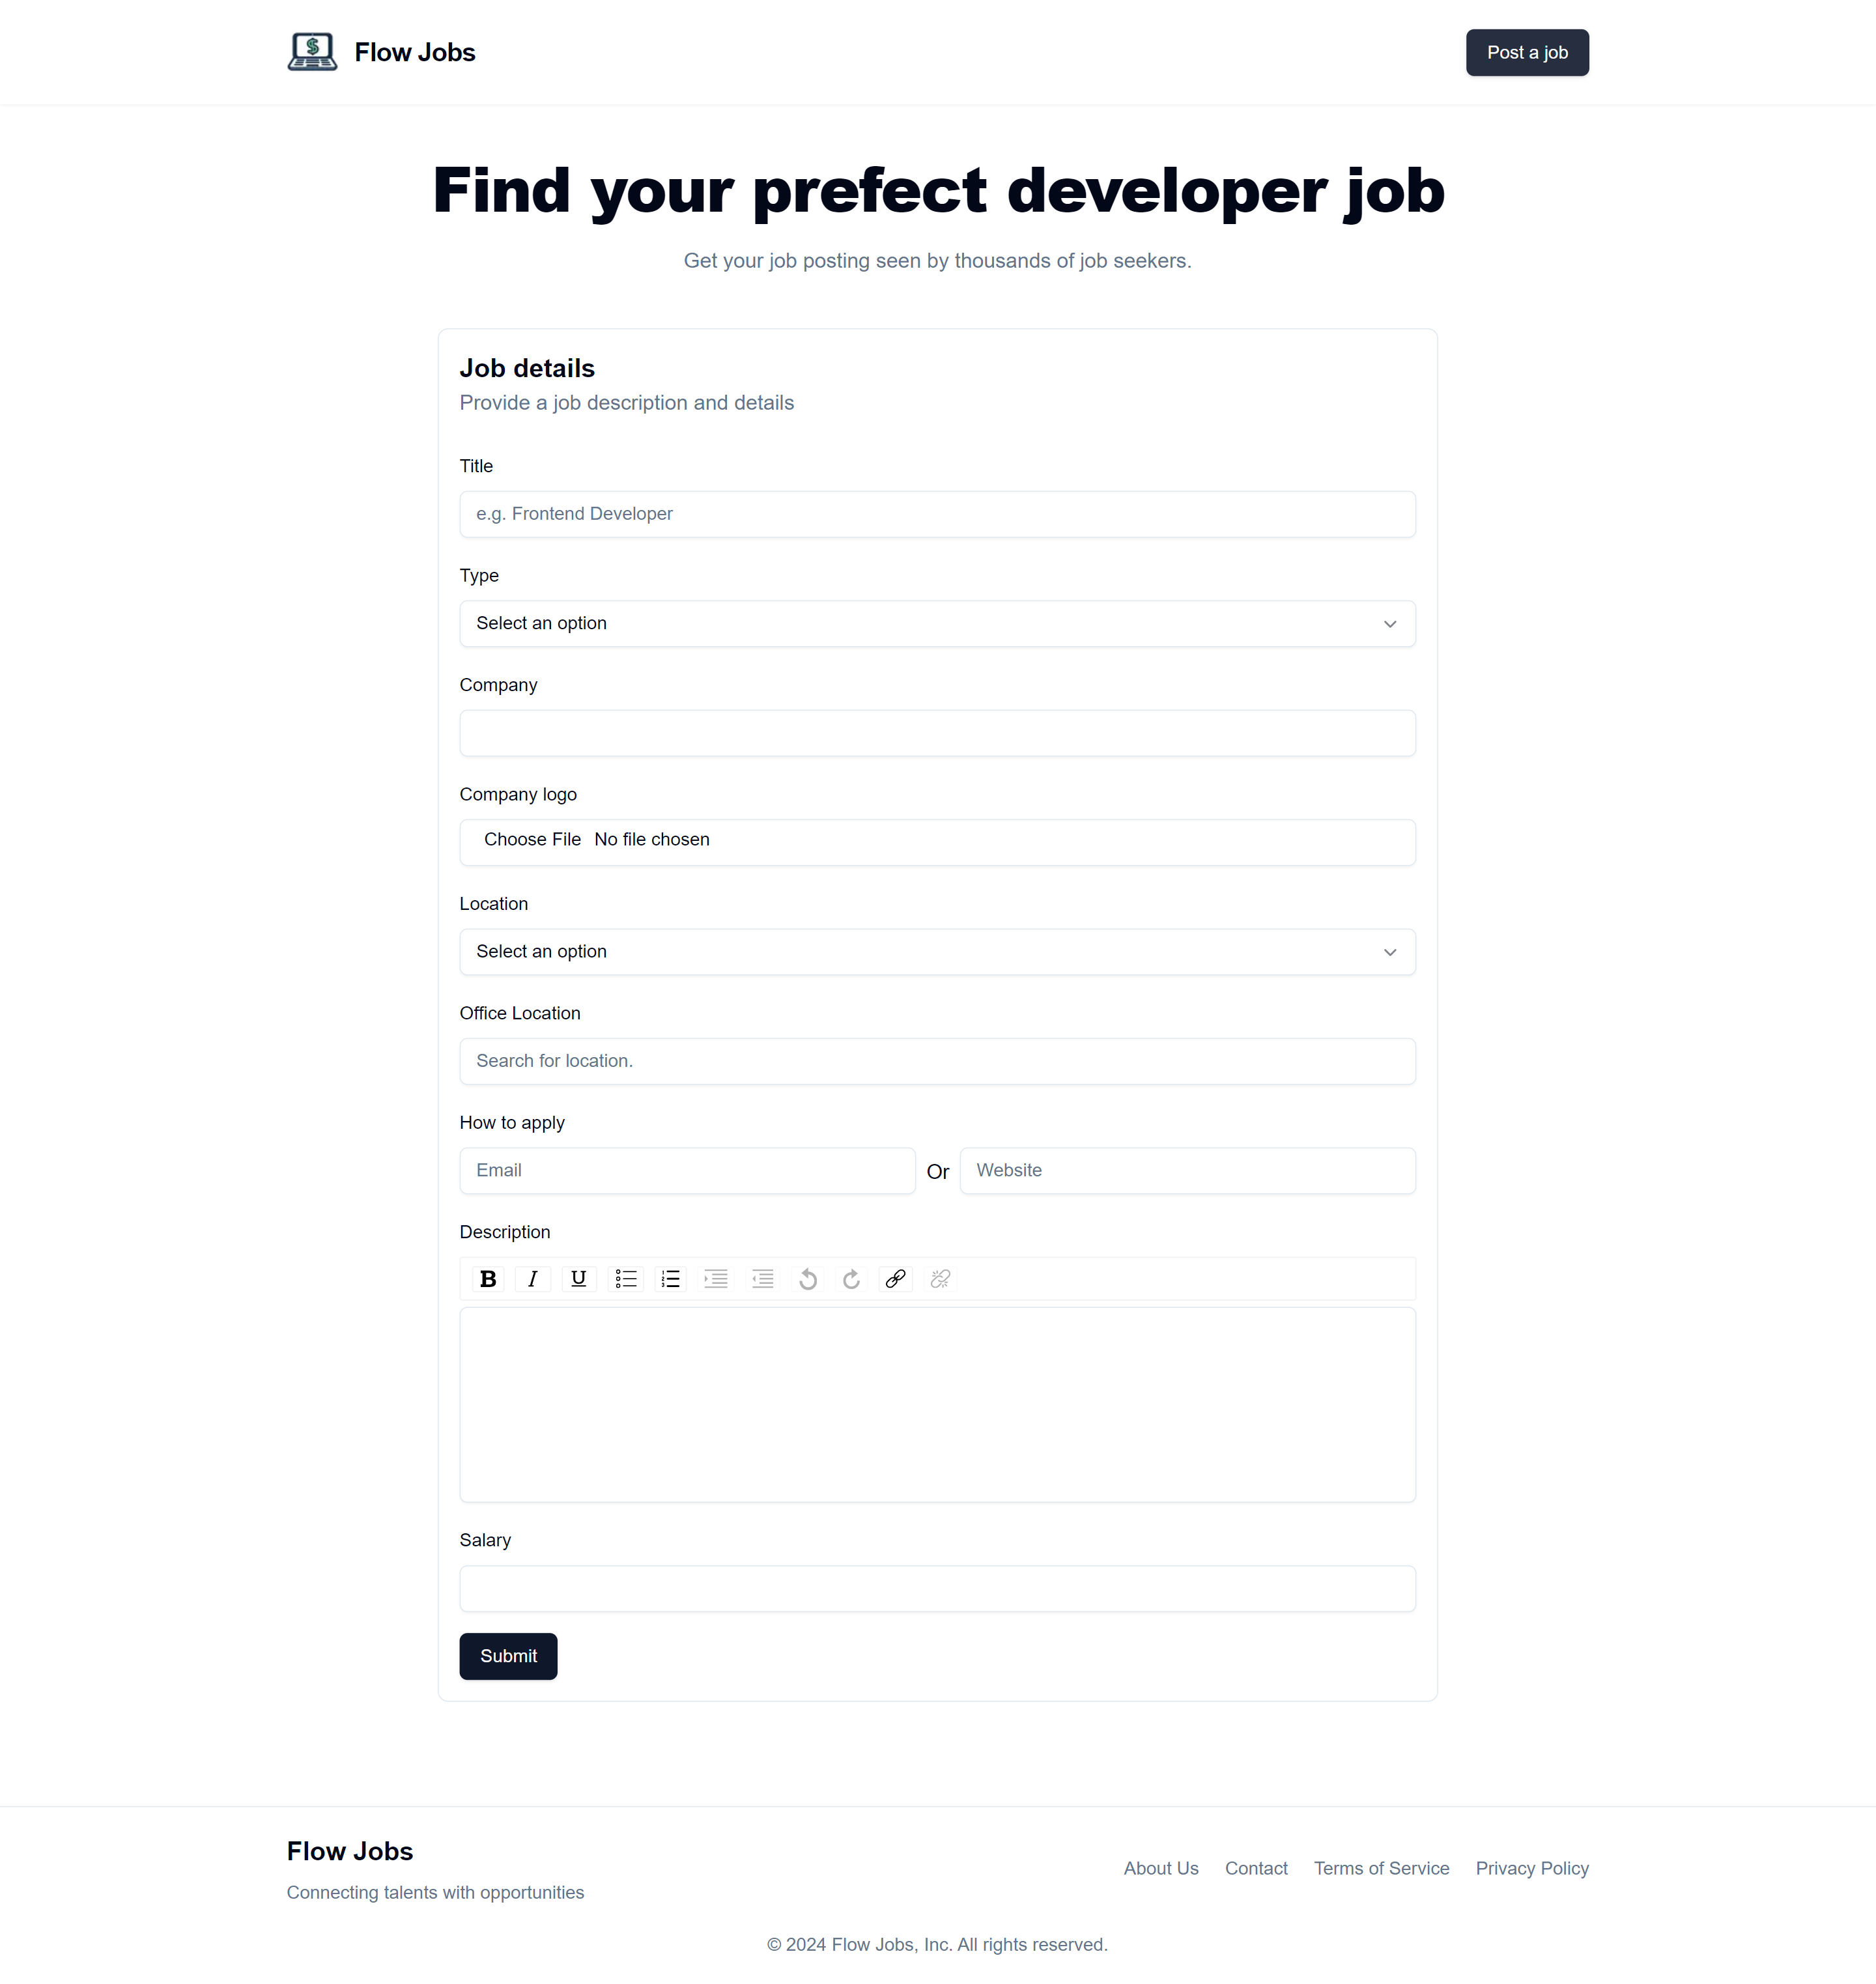 $
Flow Jobs
Post a job
Find your prefect developer job
Get your job posting seen by thousands of job seekers.
Job details
Provide a job description and details
Title
e.g. Frontend Developer
Type
Select an option
Company
Company logo
Choose File No file chosen
Location
Select an option
Office Location
Search for location.
How to apply
Email Or Website
Description
B I U
Salary
Submit
Flow Jobs
Connecting talents with opportunities
About Us Contact Terms of Service Privacy Policy
© 2024 Flow Jobs, Inc. All rights reserved.